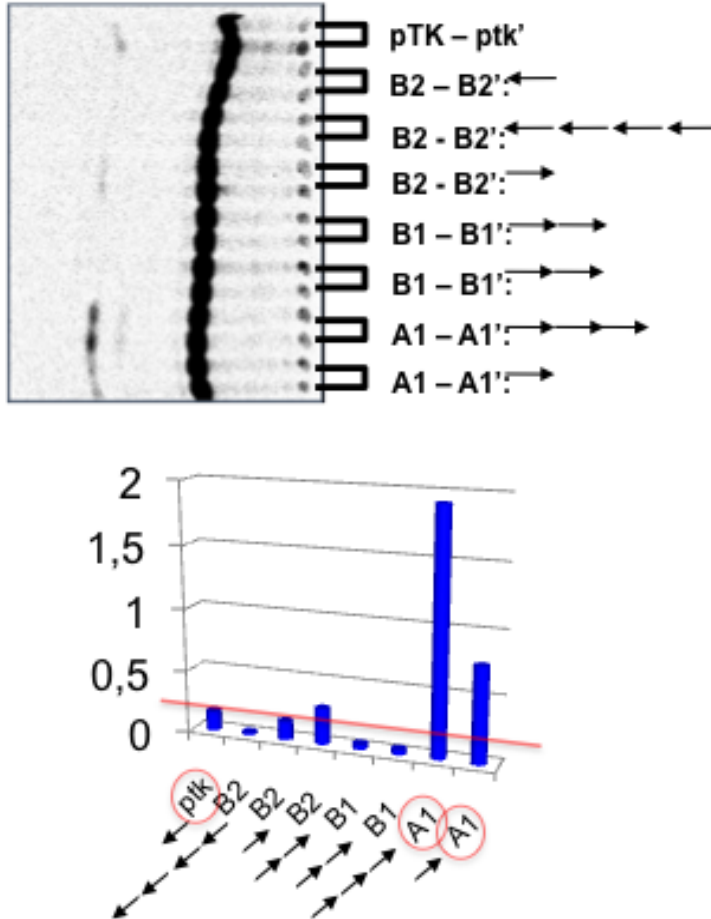 pTK – ptk'
B2 – B2':
B2 - B2':
B2 - B2':
B1 – B1':
B1 – B1':
A1 – A1':
A1 – A1':
2
1,5
1
0,5
0
ptk B2 B2 B2 B1 B1 A1 A1